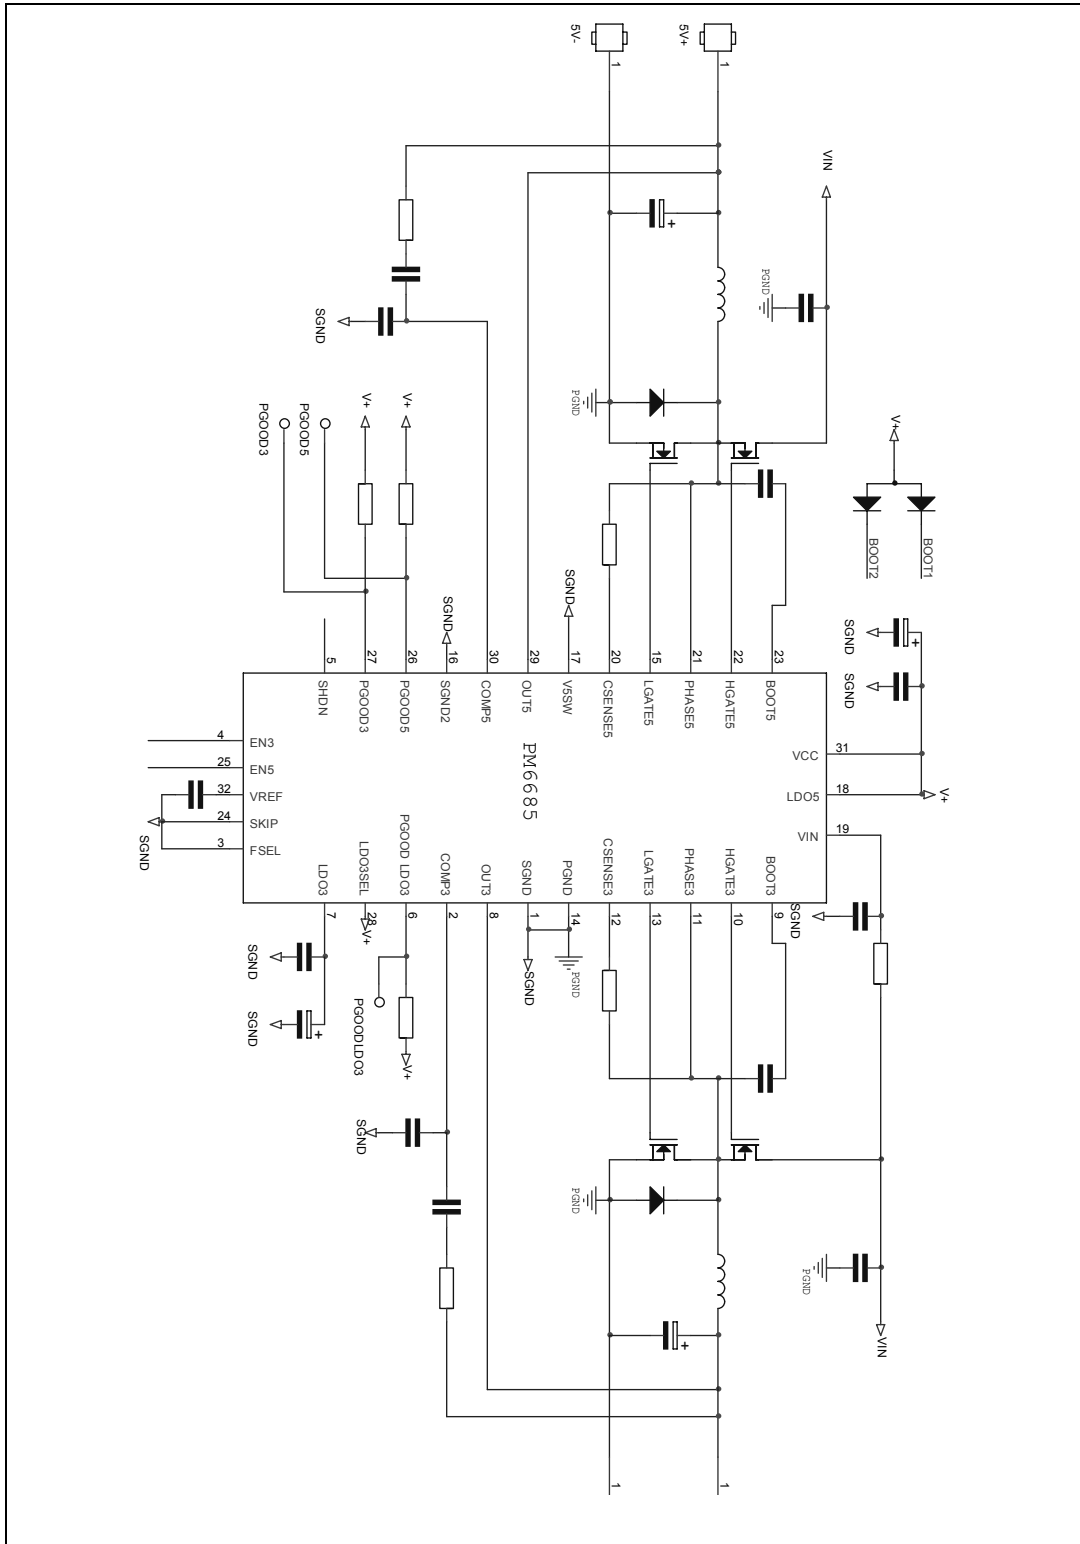 5V-
5V+
1
1
VIN
PGND
SGND
PGND
V+
V+
PGOOD3
PGOOD5
V+
BOOT2
BOOT1
SGND
SGND
SGND
SGND
5
27
26
16
30
29
17
20
15
21
22
23
SHDN
PGOOD3
PGOOD5
SGND2
COMP5
OUT5
V5SW
CSENSE5
LGATE5
PHASE5
HGATE5
BOOT5
4
EN3
25
EN5
32
VREF
24
SKIP
3
FSEL
SGND
PM6685
VCC
31
LDO5
18
VIN
19
V+
LDO3
LDO3SEL
PGOOD LDO3
COMP3
OUT3
SGND
PGND
CSENSE3
LGATE3
PHASE3
HGATE3
BOOT3
7
28
6
2
8
1
14
12
13
11
10
9
SGND
V+
SGND
SGND
PGOODLDO3
V+
SGND
PGND
SGND
PGND
PGND
VIN
1
1